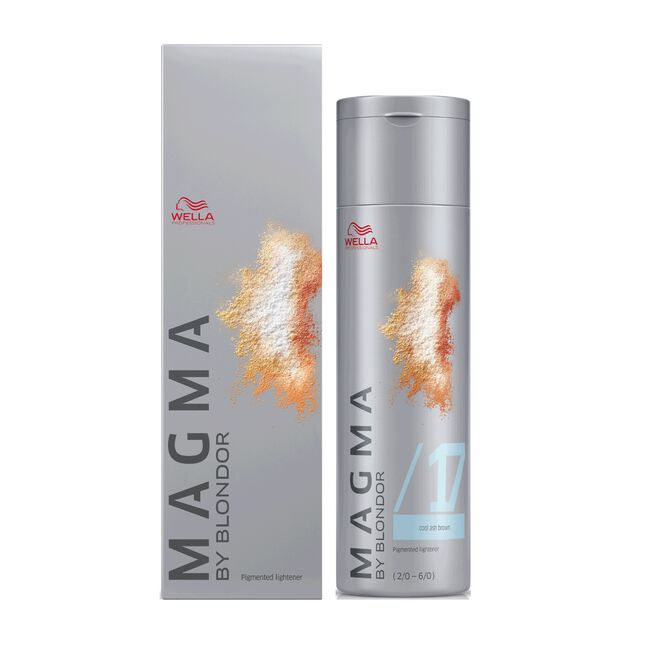 WELLA
PROFESSIONALS
MAGMA
BY BLONDOR
Pigmented lightener
WELLA
PROFESSIONALS
MAGMA
BY BLONDOR
/17
cool ash brown
Pigmented lightener
(2/0 – 6/0)